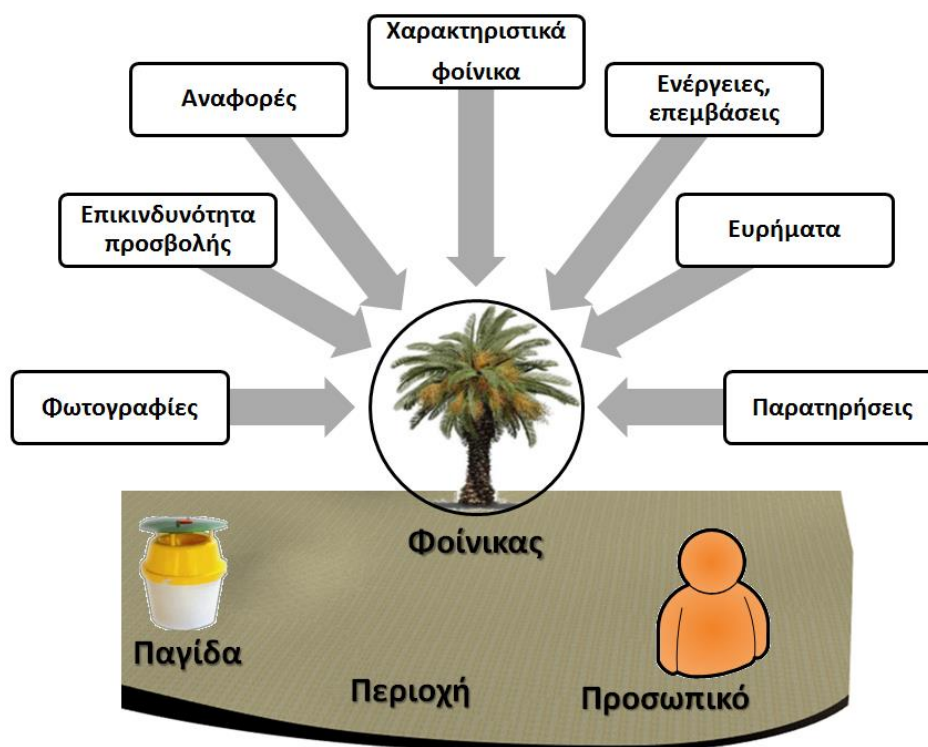 Χαρακτηριστικά
φοίνικα
Αναφορές
Ενέργειες,
επεμβάσεις
Επικινδυνότητα
προσβολής
Ευρήματα
Φωτογραφίες
Παρατηρήσεις
Φοίνικας
Παγίδα
Περιοχή
Προσωπικό